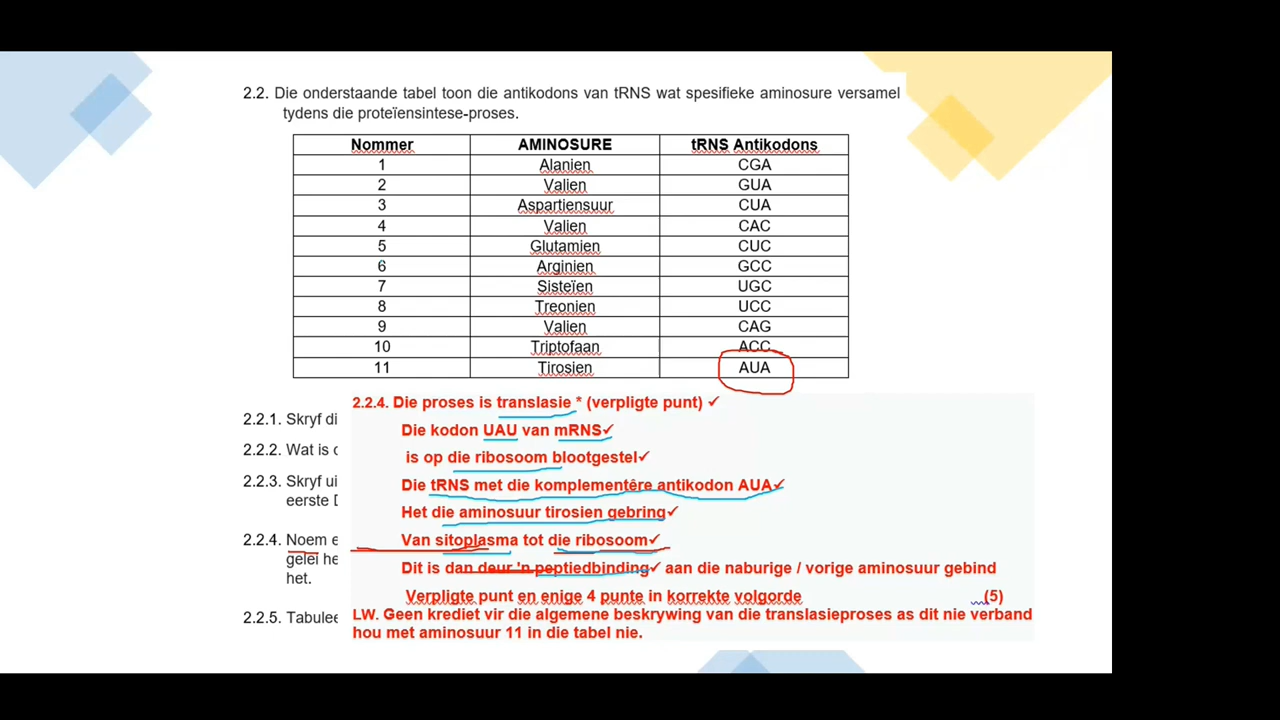 2.2. Die onderstaande tabel toon die antikodons van tRNS wat spesifieke aminosure versamel
tydens die proteïensintese-proses.
Nommer AMINOSURE tRNS Antikodons
1 Alanien CGA
2 Valien GUA
3 Aspartiensuur CUA
4 Valien CAC
5 Glutamien CUC
6 Arginien GCC
7 Sisteïen UGC
8 Treonien UCC
9 Valien CAG
10 Triptofaan ACC
11 Tirosien AUA
2.2.4. Die proses is translasie * (verpligte punt) ✓
2.2.1. Skryf di
Die kodon UAU van mRNS✓
2.2.2. Wat is
is op die ribosoom blootgestel✓
2.2.3. Skryf ui
eerste
Die tRNS met die komplementêre antikodon AUA✓
Het die aminosuur tirosien gebring✓
2.2.4. Noem e
gelei he
het.
Van sitoplasma tot die ribosoom✓
Dit is dan deur 'n peptiedbinding✓ aan die naburige / vorige aminosuur gebind
Verpligte punt en enige 4 punte in korrekte volgorde (5)
2.2.5. Tabulee
LW. Geen krediet vir die algemene beskrywing van die translasieproses as dit nie verband
hou met aminosuur 11 in die tabel nie.